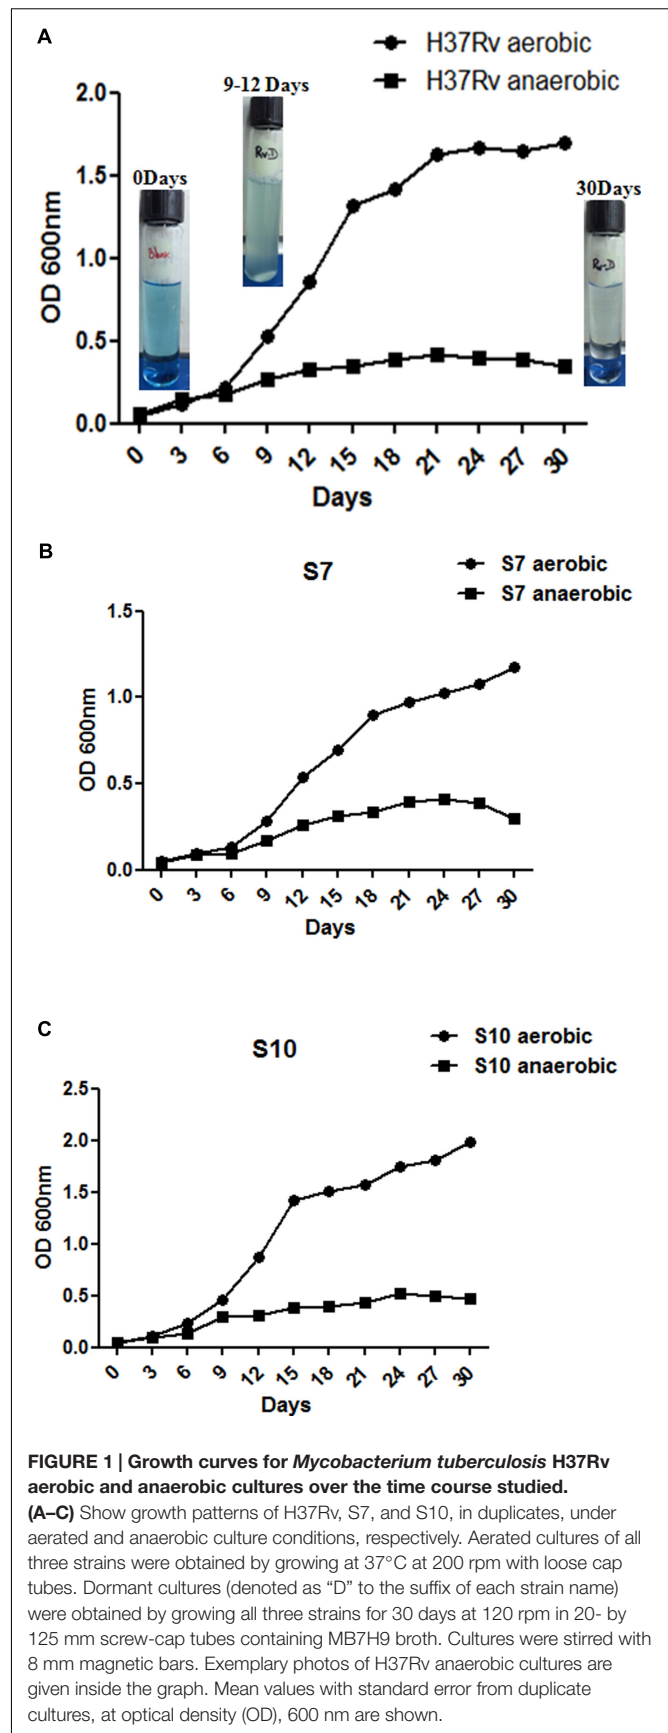 A
H37Rv aerobic
H37Rv anaerobic
2.0
1.5
1.0
0.5
0.0
OD 600nm
0Days
Blank
9-12 Days
Rv-D
30Days
Rv-D
0 3 6 9 12 15 18 21 24 27 30
Days
B
S7
S7 aerobic
S7 anaerobic
1.5
1.0
0.5
0.0
OD 600nm
0 3 6 9 12 15 18 21 24 27 30
Days
C
S10
S10 aerobic
S10 anaerobic
2.5
2.0
1.5
1.0
0.5
0.0
OD 600nm
0 3 6 9 12 15 18 21 24 27 30
Days
FIGURE 1 | Growth curves for Mycobacterium tuberculosis H37Rv
aerobic and anaerobic cultures over the time course studied.
(A–C) Show growth patterns of H37Rv, S7, and S10, in duplicates, under
aerated and anaerobic culture conditions, respectively. Aerated cultures of all
three strains were obtained by growing at 37°C at 200 rpm with loose cap
tubes. Dormant cultures (denoted as “D” to the suffix of each strain name)
were obtained by growing all three strains for 30 days at 120 rpm in 20- by
125 mm screw-cap tubes containing MB7H9 broth. Cultures were stirred with
8 mm magnetic bars. Exemplary photos of H37Rv anaerobic cultures are
given inside the graph. Mean values with standard error from duplicate
cultures, at optical density (OD), 600 nm are shown.